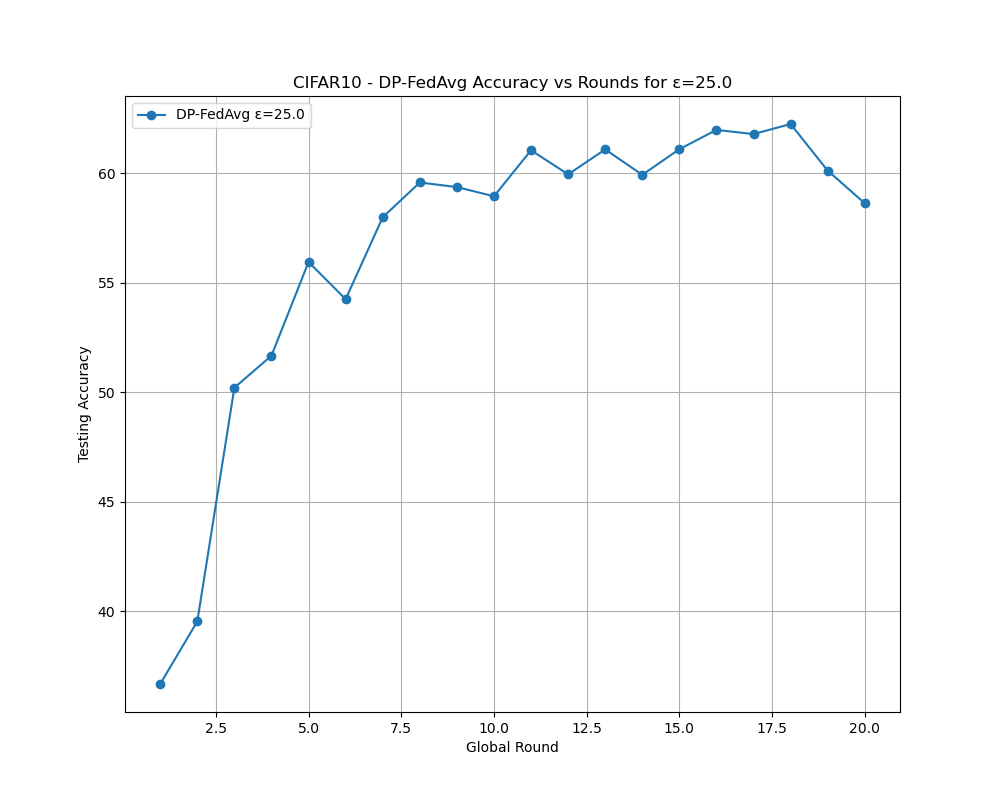 CIFAR10 - DP-FedAvg Accuracy vs Rounds for ε=25.0
DP-FedAvg ε=25.0
Testing Accuracy
60
55
50
45
40
2.5 5.0 7.5 10.0 12.5 15.0 17.5 20.0
Global Round